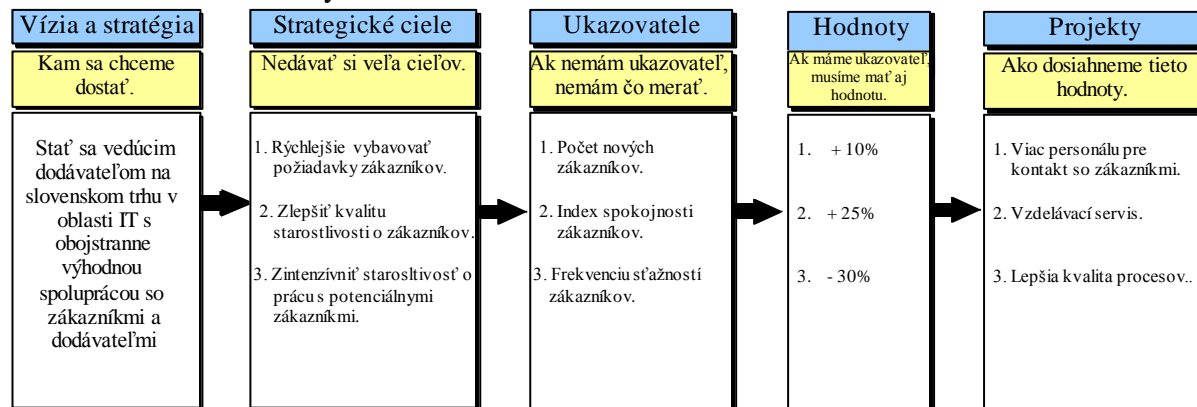 Vízia a stratégia
Kam sa chceme
dostať.
Stať sa vedúcim
dodávateľom na
slovenskom trhu v
oblasti IT s
obojstranne
výhodnou
spoluprácou so
zákazníkmi a
dodávateľmi
Strategické ciele
Nedávať si veľa cieľov.
1. Rýchlejšie vybavovať
požiadavky zákazníkov.
2. Zlepšiť kvalitu
starostlivosti o zákazníkov.
3. Zintenzívniť starosltivosť o
prácu s potenciálnymi
zákazníkmi.
Ukazovatele
Ak nemám ukazovateľ,
nemám čo merať.
1. Počet nových
zákazníkov.
2. Index spokojnosti
zákazníkov.
3. Frekvenciu sťažností
zákazníkov.
Hodnoty
Ak máme ukazovateľ,
musíme mať aj
hodnotu.
1. +10%
2. +25%
3. - 30%
Projekty
Ako dosiahneme tieto
hodnoty.
1. Viac personálu pre
kontakt so zákazníkmi.
2. Vzdelávací servis.
3. Lepšia kvalita procesov..